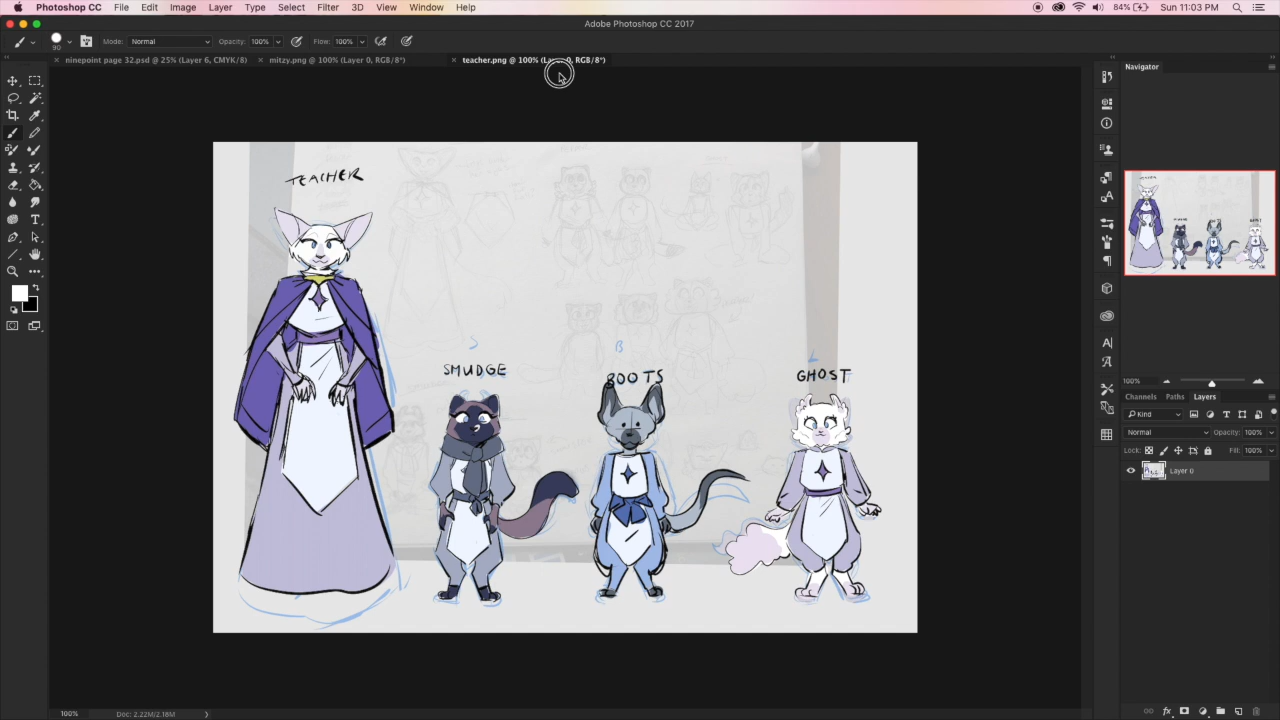 Photoshop CC File Edit Image Layer Type Select Filter 3D View Window Help 84% Sun 11:03 PM
Adobe Photoshop CC 2017
90 Mode: Normal Opacity: 100% Flow: 100%
ninepoint page 32.psd @ 25% (Layer 6, CMYK/8) mitzy.png @ 100% (Layer 0, RGB/8*) teacher.png @ 100% RGB/8*)
Navigator
TEACHER
SMUDGE
S
B
L
BOOTS
GHOST
100%
Channels Paths Layers
Kind
Normal Opacity: 100%
Lock: Fill: 100%
Layer 0
fx
100% Doc: 2.22M/2.18M